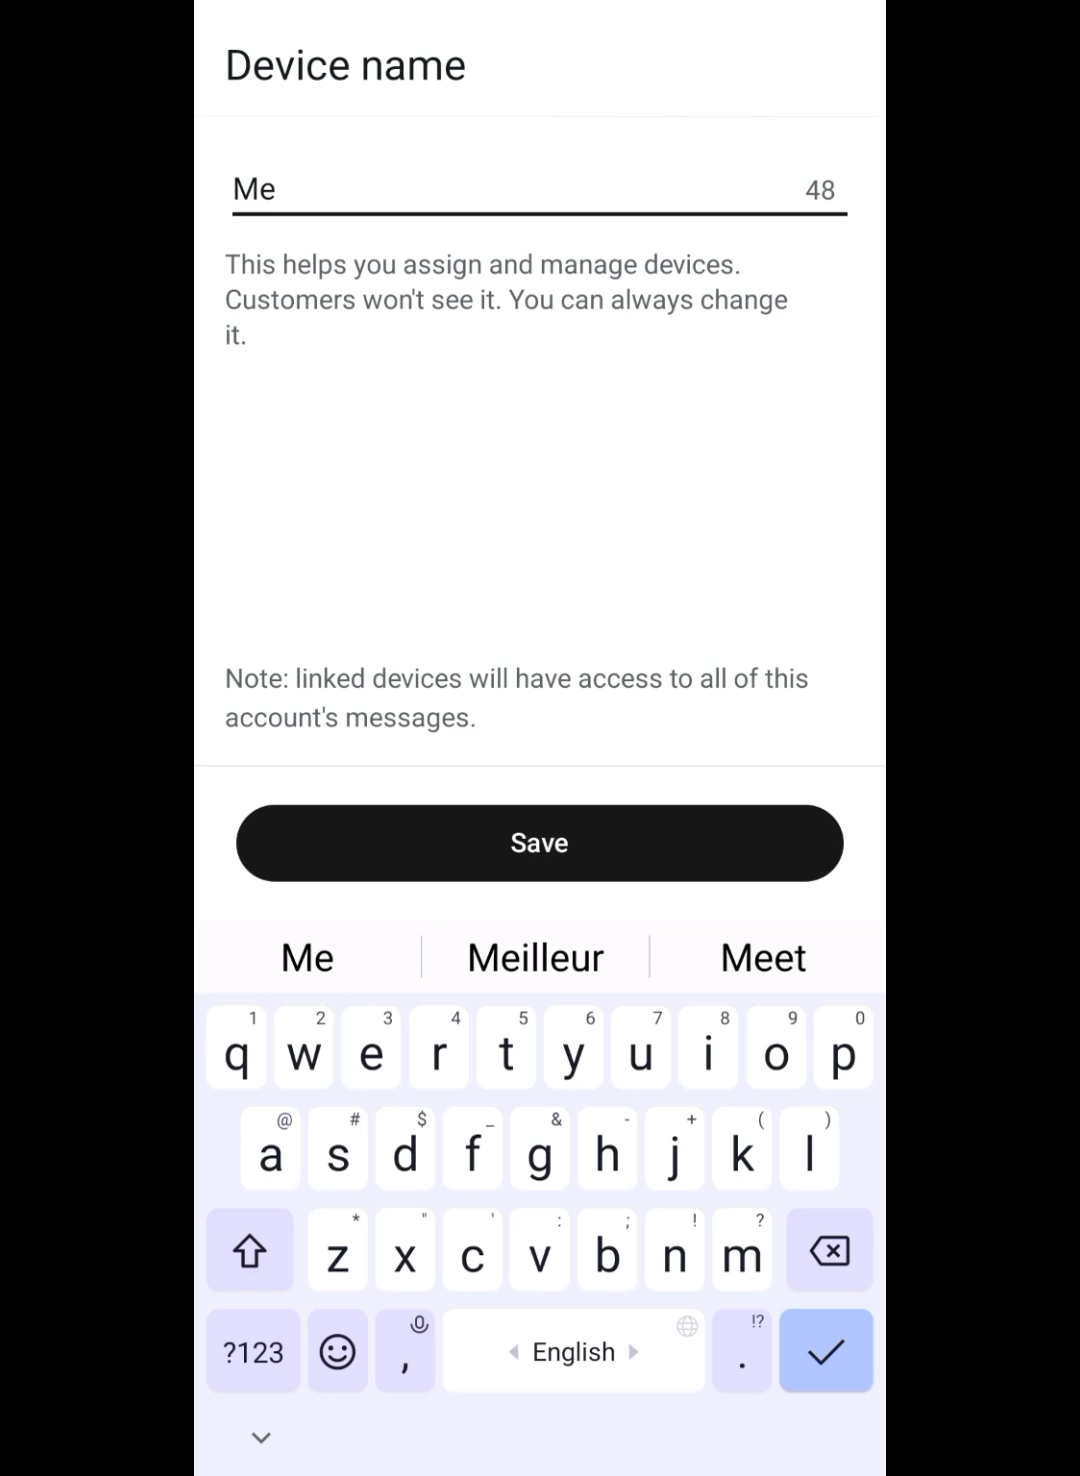 Device name
Me 48
This helps you assign and manage devices.
Customers won't see it. You can always change
it.
Note: linked devices will have access to all of this
account's messages.
Save
Me Meilleur Meet
1 2 3 4 5 6 7 8 9 0
q w e r t y u i o p
@ # $ _ & - + ( )
a s d f g h j k l
* " ' : ; ! ?
z x c v b n m
!?
?123 , English .